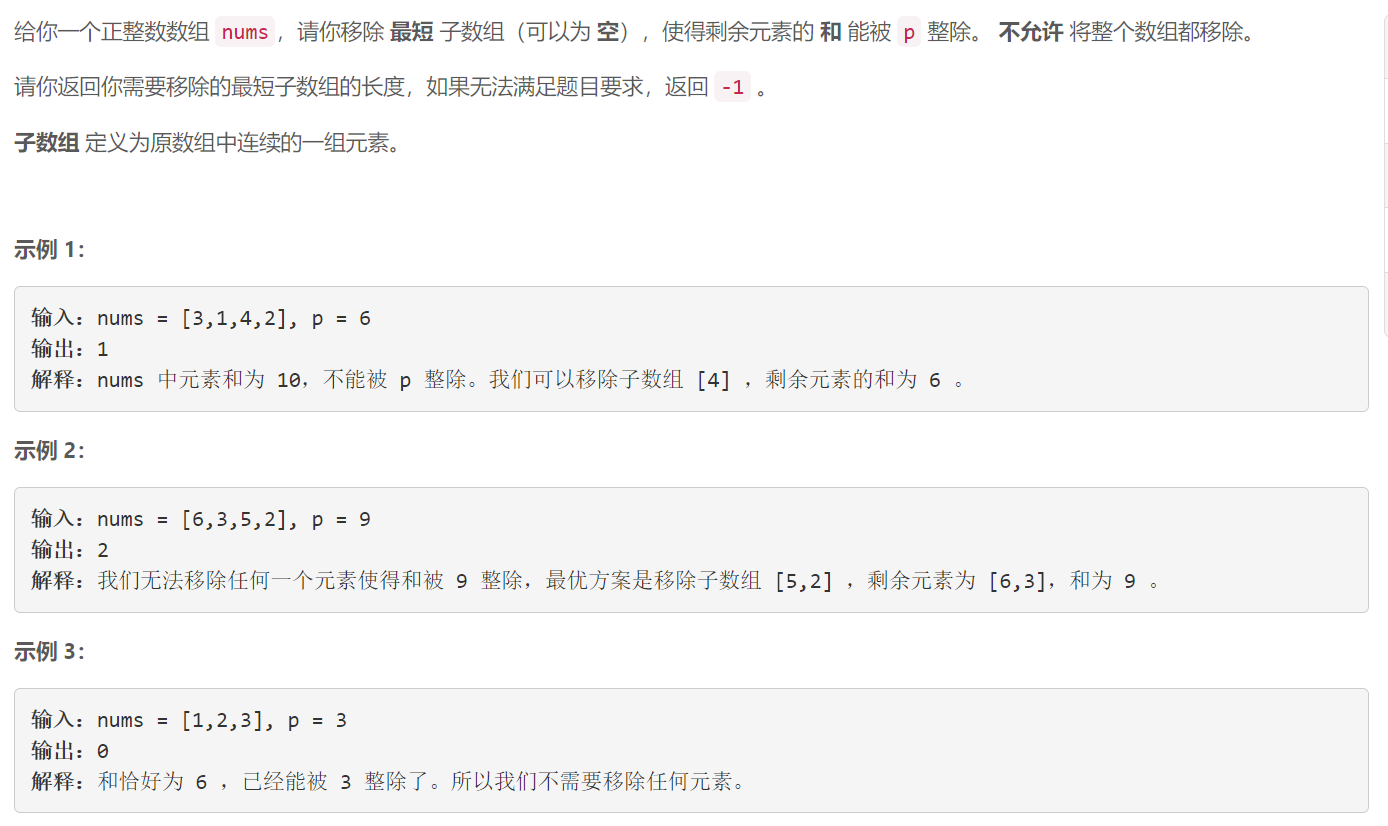 给你一个正整数数组 nums，请你移除 最短 子数组（可以为 空），使得剩余元素的 和 能被 p 整除。 不允许 将整个数组都移除。
请你返回你需要移除的最短子数组的长度，如果无法满足题目要求，返回 -1 。
子数组 定义为原数组中连续的一组元素。
示例 1：
输入：nums = [3,1,4,2], p = 6
输出：1
解释：nums 中元素和为 10，不能被 p 整除。我们可以移除子数组 [4] ，剩余元素的和为 6 。
示例 2：
输入：nums = [6,3,5,2], p = 9
输出：2
解释：我们无法移除任何一个元素使得和被 9 整除，最优方案是移除子数组 [5,2] ，剩余元素为 [6,3]，和为 9 。
示例 3：
输入：nums = [1,2,3], p = 3
输出：0
解释：和恰好为 6 ，已经能被 3 整除了。所以我们不需要移除任何元素。